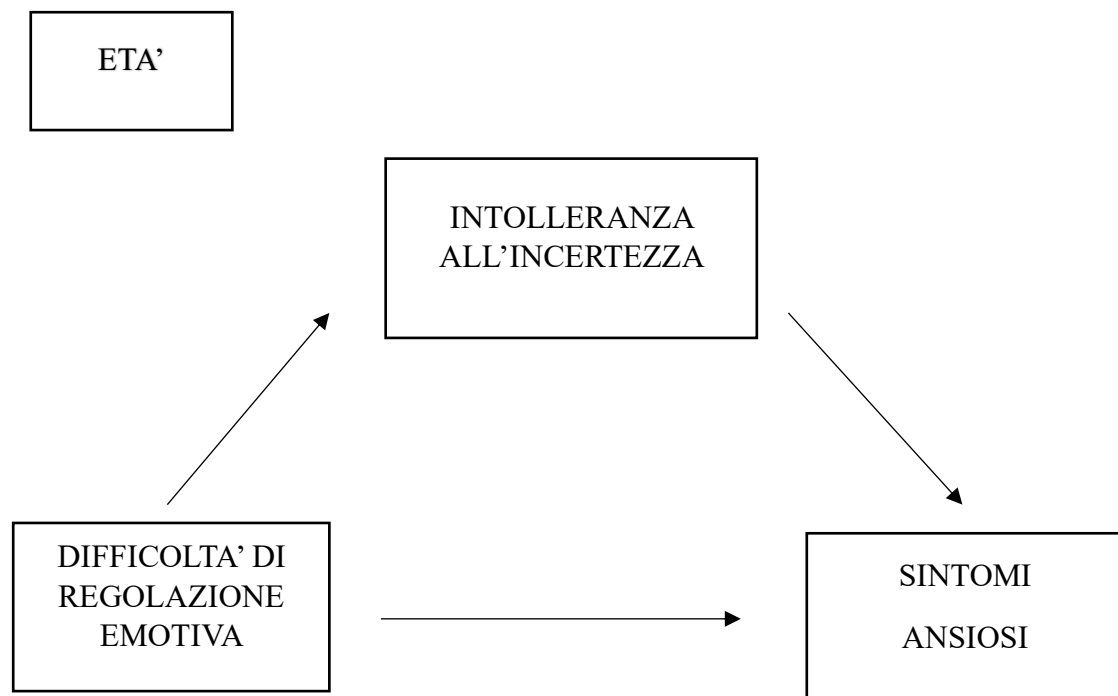 ETA’
INTOLLERANZA
ALL’INCERTEZZA
DIFFICOLTA’ DI
REGOLAZIONE
EMOTIVA
SINTOMI
ANSIOSI